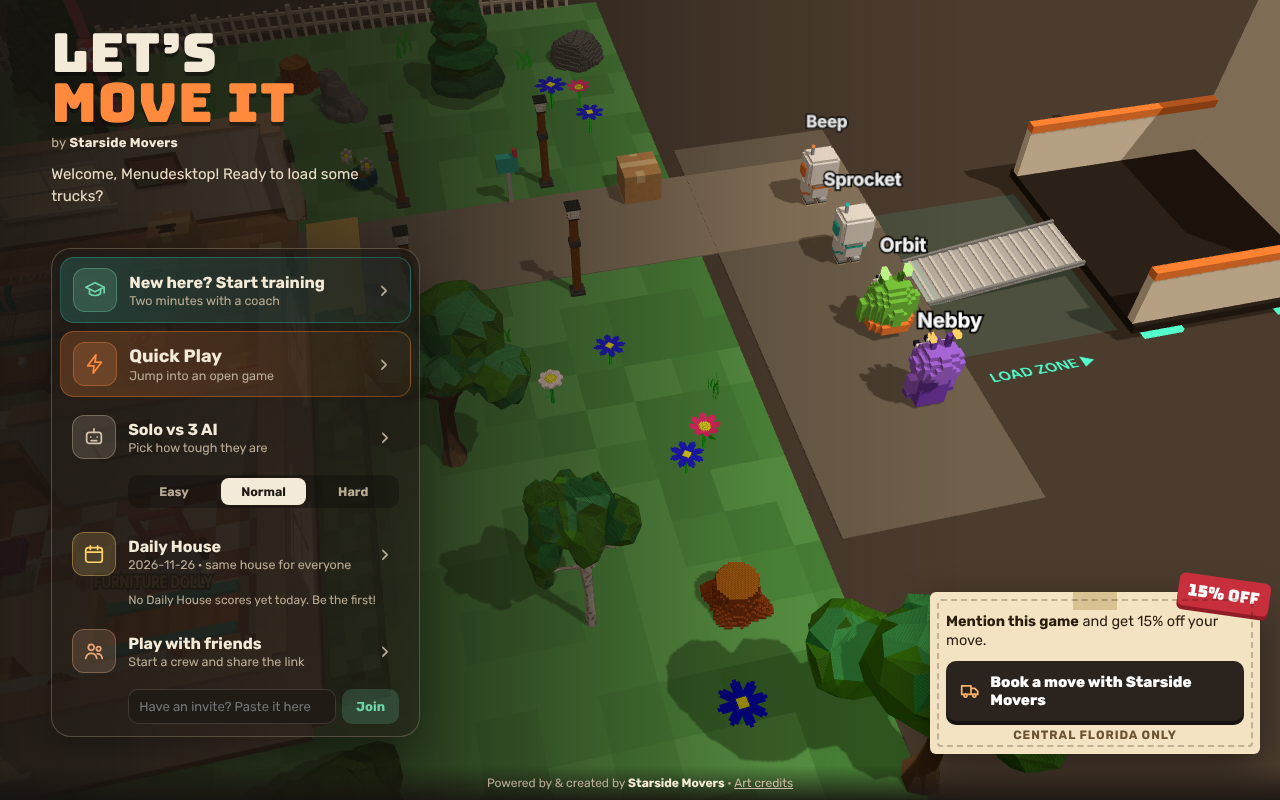 LET'S
MOVE IT
by Starside Movers
Welcome, Menudesktop! Ready to load some
trucks?
New here? Start training
Two minutes with a coach
Quick Play
Jump into an open game
Solo vs 3 AI
Pick how tough they are
Easy Normal Hard
Daily House
2026-11-26 • same house for everyone
FURNITURE DOLLY
No Daily House scores yet today. Be the first!
Play with friends
Start a crew and share the link
Have an invite? Paste it here
Join
Beep
Sprocket
Orbit
Nebby
LOAD ZONE ▶
15% OFF
Mention this game and get 15% off your
move.
Book a move with Starside
Movers
CENTRAL FLORIDA ONLY
Powered by & created by Starside Movers · Art credits